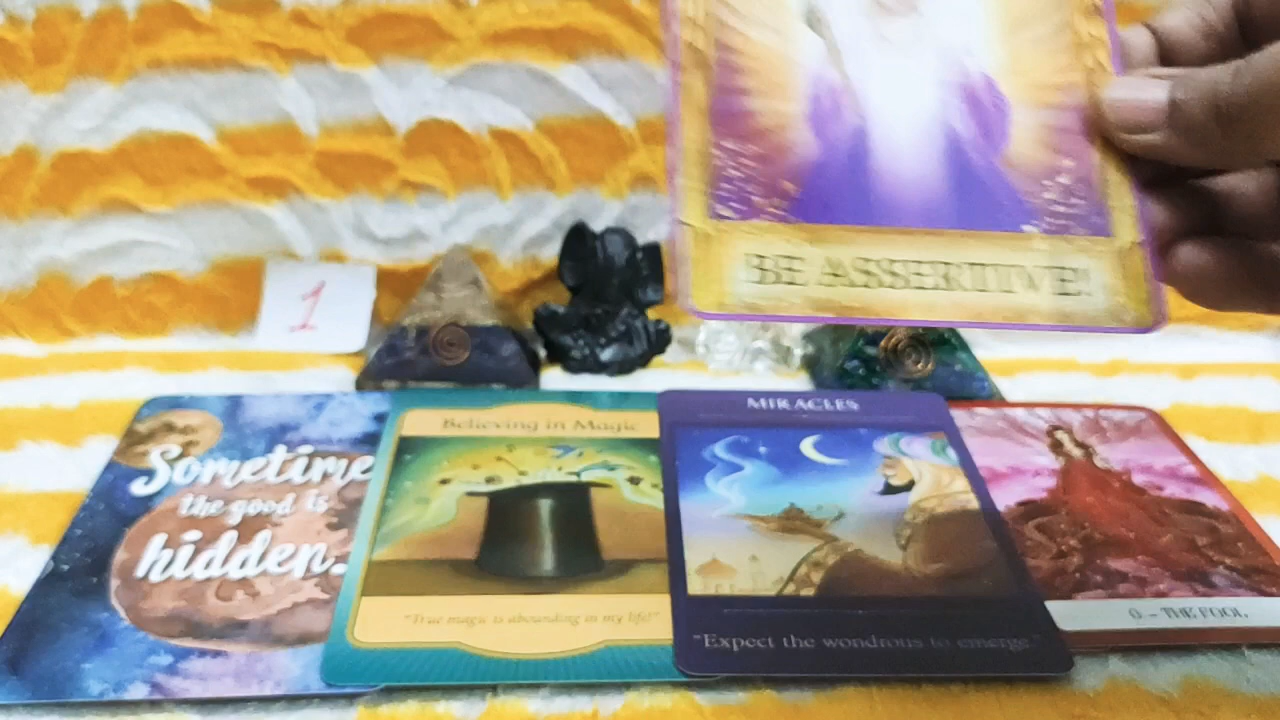 BE ASSERTIVE!
1
Sometime
the good is
hidden.
Believing in Magic
"True magic is abounding in my life!"
MIRACLES
"Expect the wondrous to emerge."
0 - THE FOOL